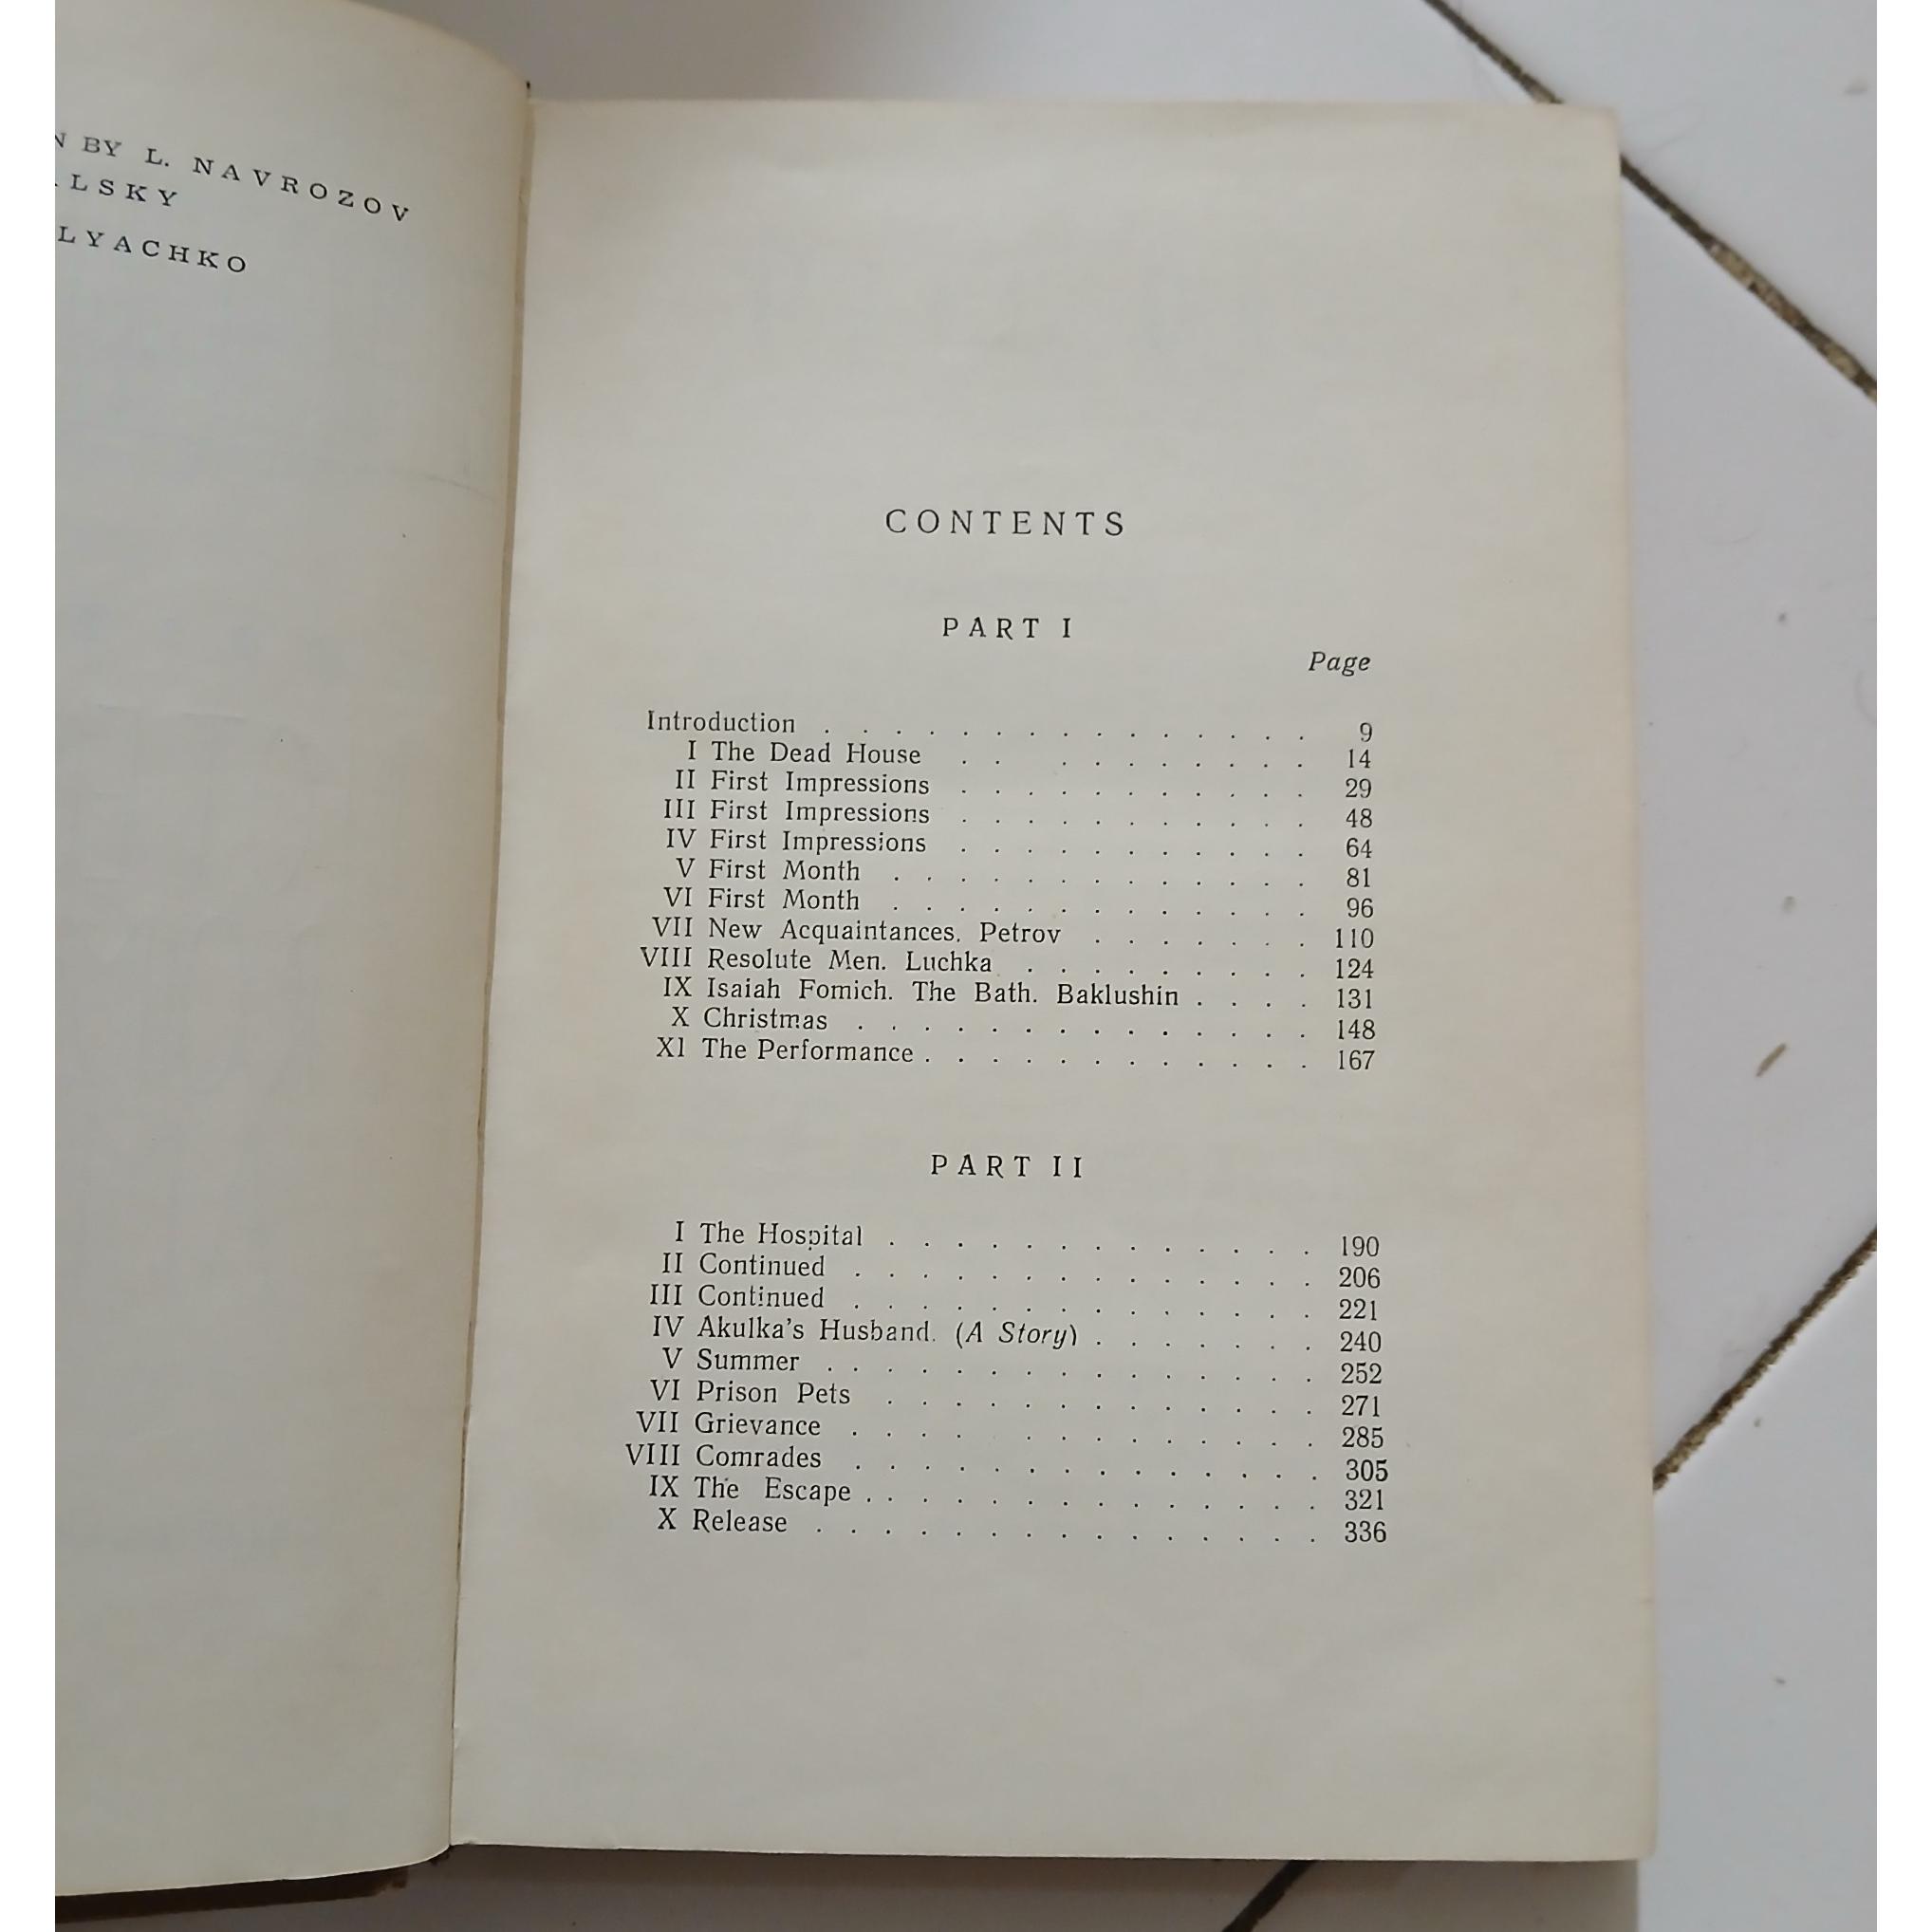 BY L. NAVROZOV
CONTENTS
PART I
Page
Introduction . . . . . . . . . . . . . . . 9
I The Dead House . . . . . . . . . . 14
II First Impressions . . . . . . . . . . . 29
III First Impressions . . . . . . . . . . . 48
IV First Impressions . . . . . . . . . . . 64
V First Month . . . . . . . . . . . . . 81
VI First Month . . . . . . . . . . . . . 96
VII New Acquaintances. Petrov . . . . . . . 110
VIII Resolute Men. Luchka . . . . . . . . . 124
IX Isaiah Fomich. The Bath. Baklushin . . . . 131
X Christmas . . . . . . . . . . . . . . 148
XI The Performance . . . . . . . . . . . . 167
PART II
I The Hospital . . . . . . . . . . . . . 190
II Continued . . . . . . . . . . . . . . 206
III Continued . . . . . . . . . . . . . . 221
IV Akulka's Husband. (A Story) . . . . . . . 240
V Summer . . . . . . . . . . . . . . . 252
VI Prison Pets . . . . . . . . . . . . . 271
VII Grievance . . . . . . . . . . . . . 285
VIII Comrades . . . . . . . . . . . . . . 305
IX The Escape . . . . . . . . . . . . . . 321
X Release . . . . . . . . . . . . . . . 336